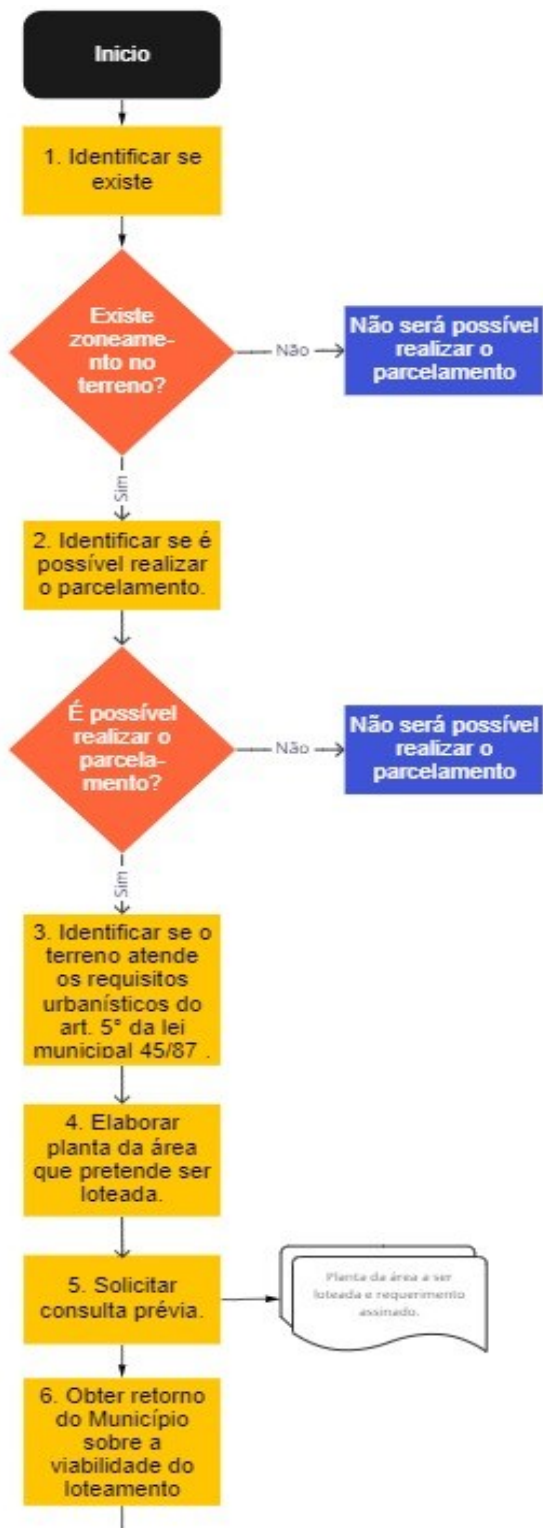 Inicio
1. Identificar se
existe
Existe
zoneame-
nto no
terreno?
Não
Não será possível
realizar o
parcelamento
Sim
2. Identificar se é
possível realizar
o parcelamento.
É possível
realizar o
parcela-
mento?
Não
Não será possível
realizar o
parcelamento
Sim
3. Identificar se o
terreno atende
os requisitos
urbanísticos do
art. 5° da lei
municipal 45/87 .
4. Elaborar
planta da área
que pretende ser
loteada.
5. Solicitar
consulta prévia.
Planta da área a ser
loteada e requerimento
assinado.
6. Obter retorno
do Município
sobre a
viabilidade do
loteamento